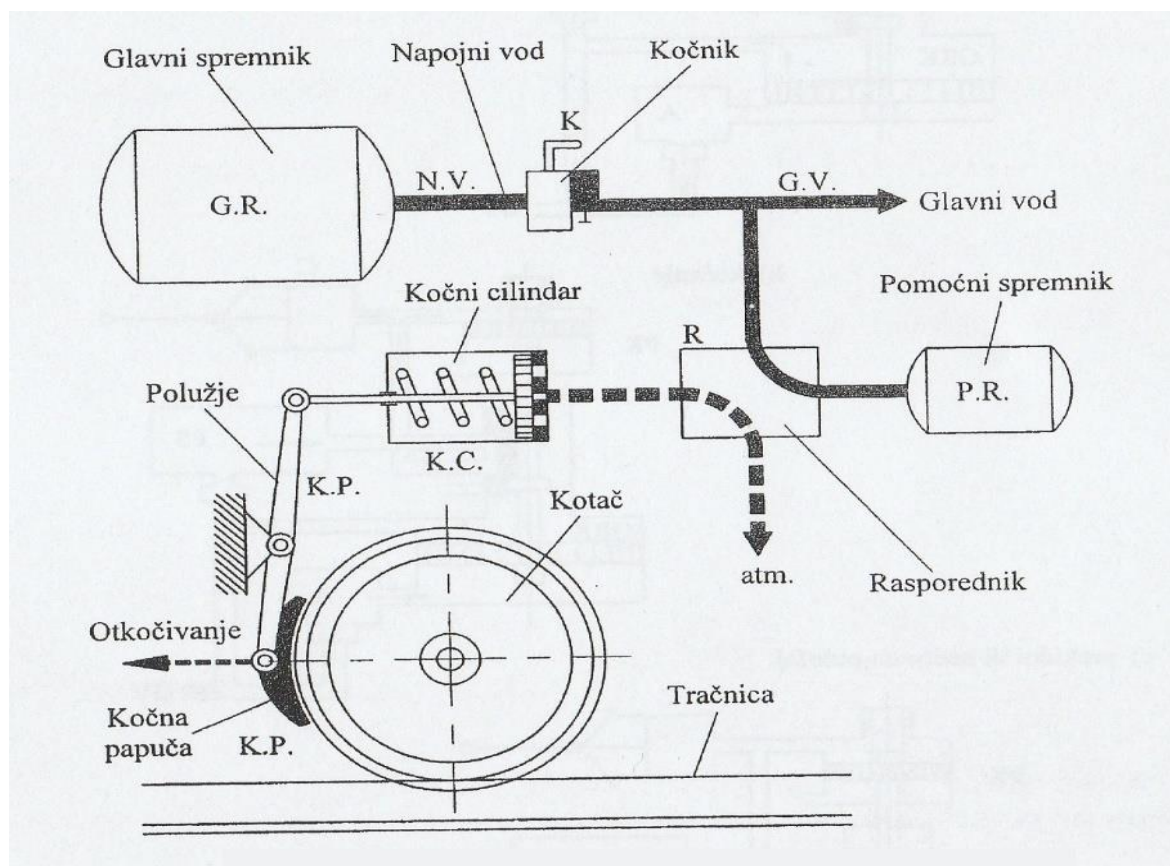 Glavni spremnik
Napojni vod
Kočnik
K
N.V.
G.V.
G.R.
Glavni vod
Kočni cilindar
Pomoćni spremnik
R
Polužje
P.R.
K.C.
K.P.
Kotač
atm.
Rasporednik
Otkočivanje
Tračnica
Kočna
papuča
K.P.